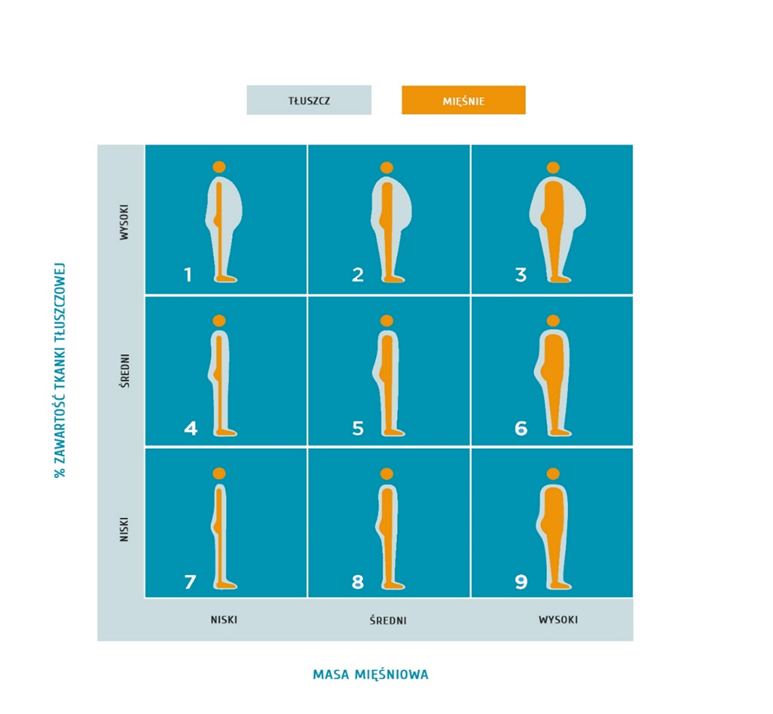 TŁUSZCZ MIĘŚNIE
% ZAWARTOŚĆ TKANKI TŁUSZCZOWEJ
WYSOKI
1 2 3
ŚREDNI
4 5 6
NISKI
7 8 9
NISKI ŚREDNI WYSOKI
MASA MIĘŚNIOWA